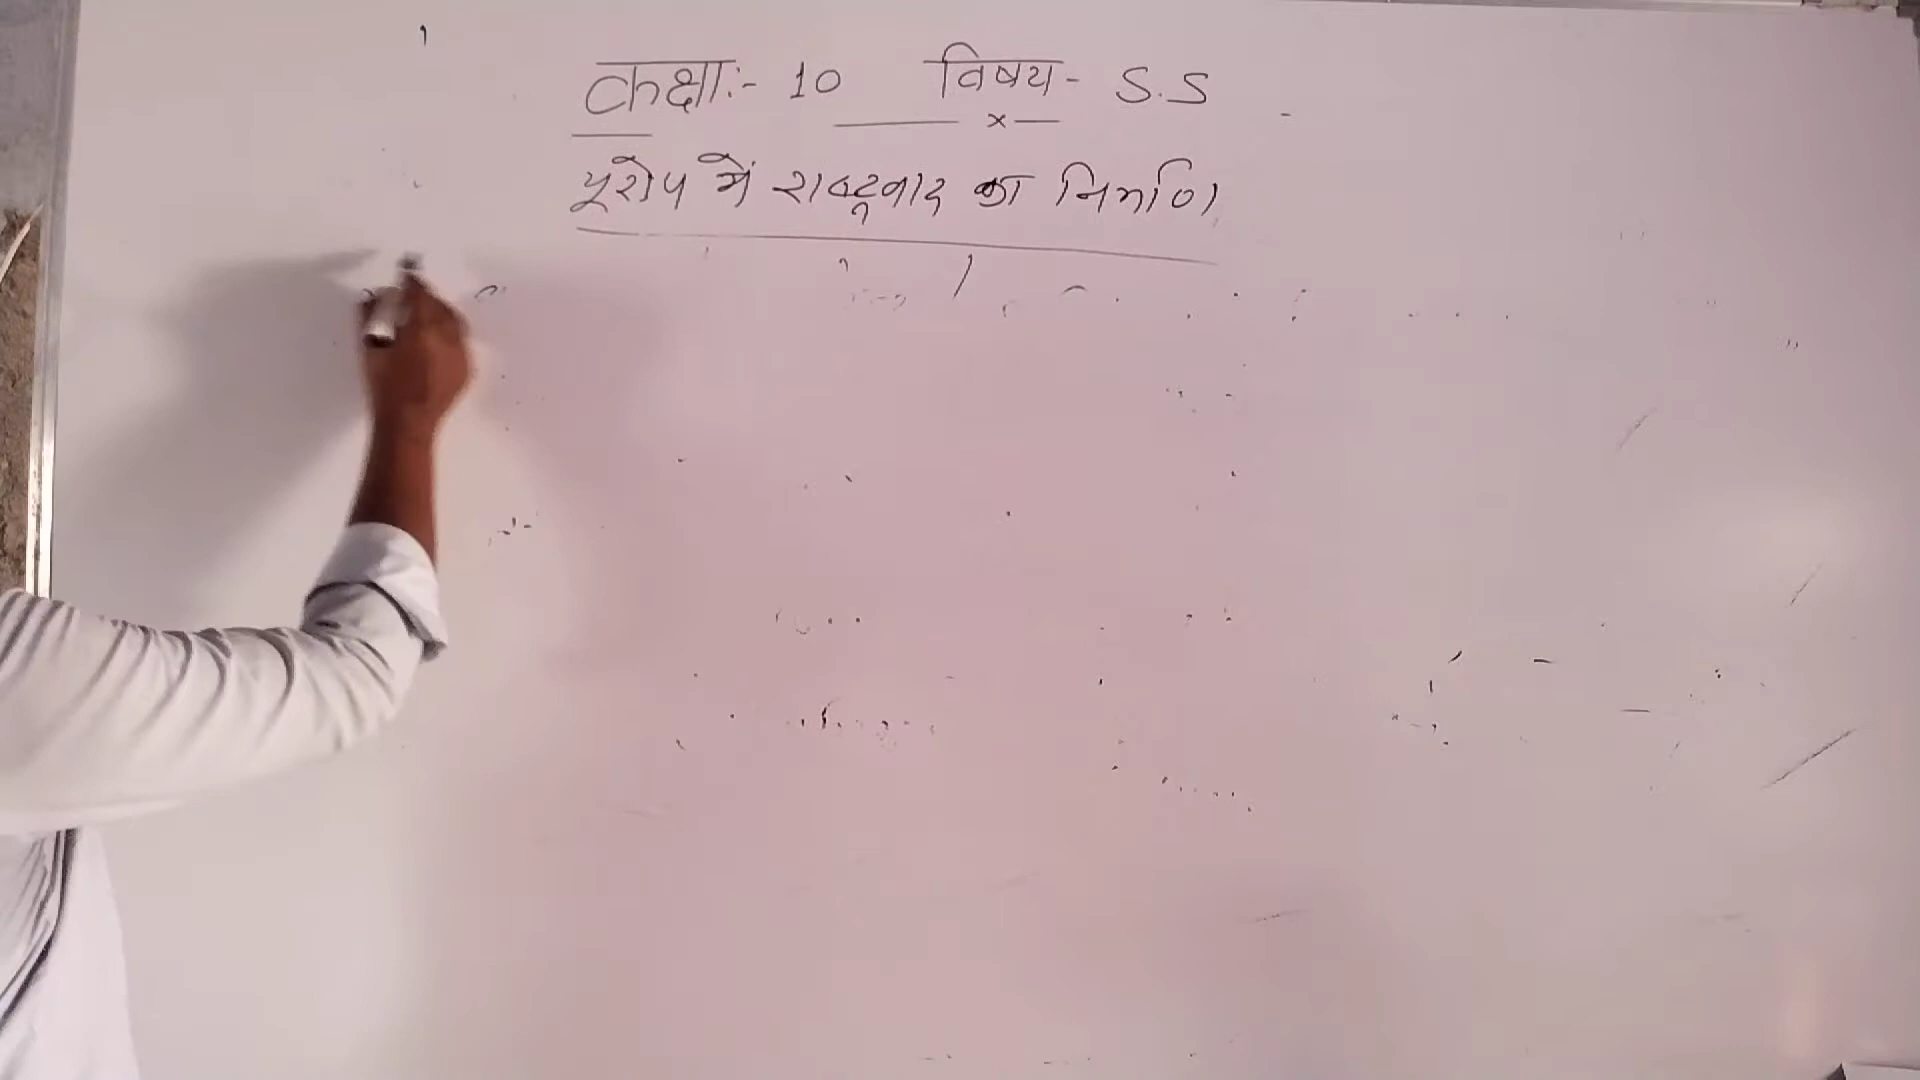 कक्षा:- 10 विषय- S.S
यूरोप में राष्ट्रवाद का निर्माण